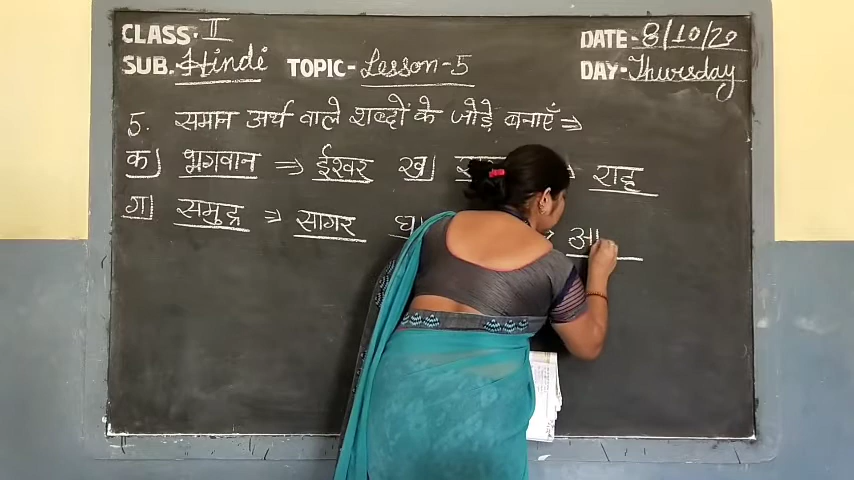 CLASS- II DATE- 8/10/20
SUB. Hindi TOPIC- Lesson-5 DAY- Thursday
5. समान अर्थ वाले शब्दों के जोड़े बनाएँ ⇒
क) भगवान ⇒ ईश्वर ख) राह
ग) समुद्र ⇒ सागर घ) आ